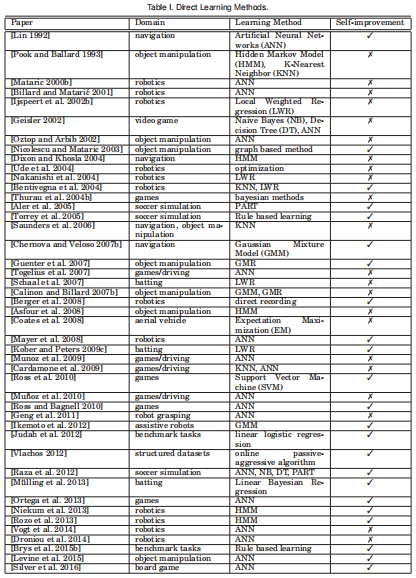 Table I. Direct Learning Methods.
Paper Domain Learning Method Self-improvement
[Lin 1992] navigation Artificial Neural Net- ✓
works (ANN)
[Pook and Ballard 1993] object manipulation Hidden Markov Model ✗
(HMM), K-Nearest
Neighbor (KNN)
[Mataric 2000b] robotics ANN ✗
[Billard and Matarić 2001] robotics ANN ✗
[Ijspeert et al. 2002b] robotics Local Weighted Re- ✗
gression (LWR)
[Geisler 2002] video game Naive Bayes (NB), De- ✗
cision Tree (DT), ANN
[Oztop and Arbib 2002] object manipulation ANN ✗
[Nicolescu and Mataric 2003] object manipulation graph based method ✓
[Dixon and Khosla 2004] navigation HMM ✗
[Ude et al. 2004] robotics optimization ✗
[Nakanishi et al. 2004] robotics LWR ✗
[Bentivegna et al. 2004] robotics KNN, LWR ✓
[Thurau et al. 2004b] games bayesian methods ✗
[Aler et al. 2005] soccer simulation PART ✓
[Torrey et al. 2005] soccer simulation Rule based learning ✓
[Saunders et al. 2006] navigation, object ma- KNN ✗
nipulation
[Chernova and Veloso 2007b] navigation Gaussian Mixture ✓
Model (GMM)
[Guenter et al. 2007] object manipulation GMR ✓
[Togelius et al. 2007] games/driving ANN ✗
[Schaal et al. 2007] batting LWR ✗
[Calinon and Billard 2007b] object manipulation GMM, GMR ✗
[Berger et al. 2008] robotics direct recording ✓
[Asfour et al. 2008] object manipulation HMM ✗
[Coates et al. 2008] aerial vehicle Expectation Maxi- ✗
mization (EM)
[Mayer et al. 2008] robotics ANN ✓
[Kober and Peters 2009c] batting LWR ✓
[Munoz et al. 2009] games/driving ANN ✗
[Cardamone et al. 2009] games/driving KNN, ANN ✗
[Ross et al. 2010] games Support Vector Ma- ✓
chine (SVM)
[Muñoz et al. 2010] games/driving ANN ✗
[Ross and Bagnell 2010] games ANN ✓
[Geng et al. 2011] robot grasping ANN ✗
[Ikemoto et al. 2012] assistive robots GMM ✓
[Judah et al. 2012] benchmark tasks linear logistic regres- ✓
sion
[Vlachos 2012] structured datasets online passive- ✓
aggressive algorithm
[Raza et al. 2012] soccer simulation ANN, NB, DT, PART ✓
[Mülling et al. 2013] batting Linear Bayesian Re- ✓
gression
[Ortega et al. 2013] games ANN ✓
[Niekum et al. 2013] robotics HMM ✓
[Rozo et al. 2013] robotics HMM ✓
[Vogt et al. 2014] robotics ANN ✗
[Droniou et al. 2014] robotics ANN ✗
[Brys et al. 2015b] benchmark tasks Rule based learning ✓
[Levine et al. 2015] object manipulation ANN ✓
[Silver et al. 2016] board game ANN ✓